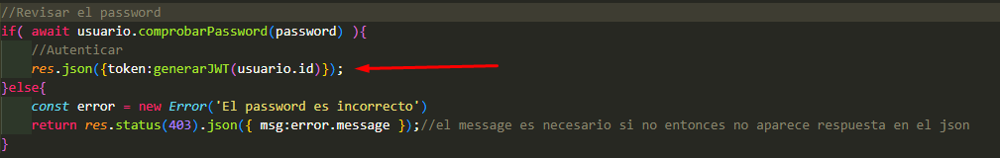 //Revisar el password
if( await usuario.comprobarPassword(password) ){
//Autenticar
res.json({token:generarJWT(usuario.id)});
}else{
const error = new Error('El password es incorrecto')
return res.status(403).json({ msg:error.message });//el message es necesario si no entonces no aparece respuesta en el json
}